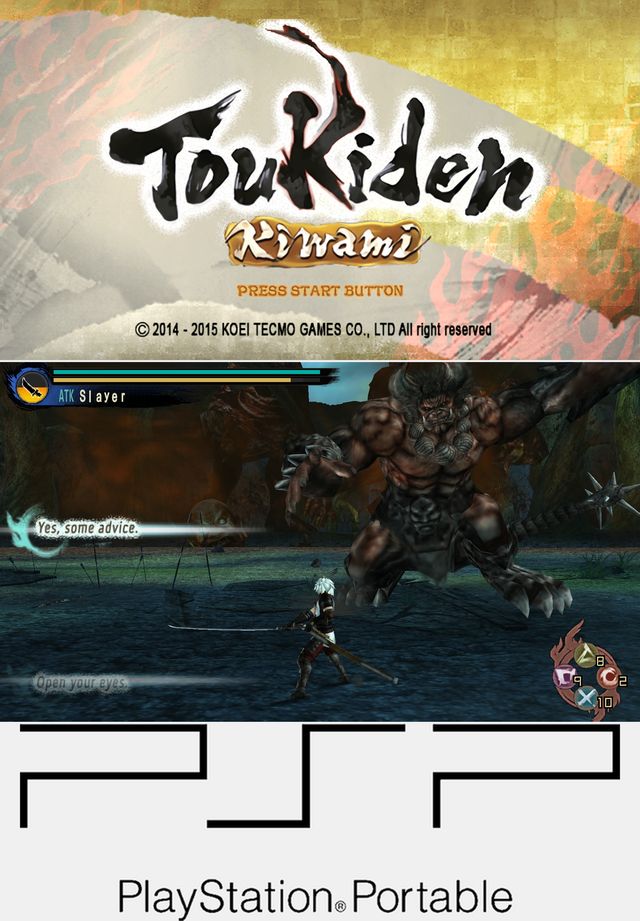 Toukiden
Kiwami
PRESS START BUTTON
© 2014 - 2015 KOEI TECMO GAMES CO., LTD All right reserved
ATK Slayer
Yes, some advice.
Open your eyes.
8
9
2
10
PSP
PlayStation® Portable